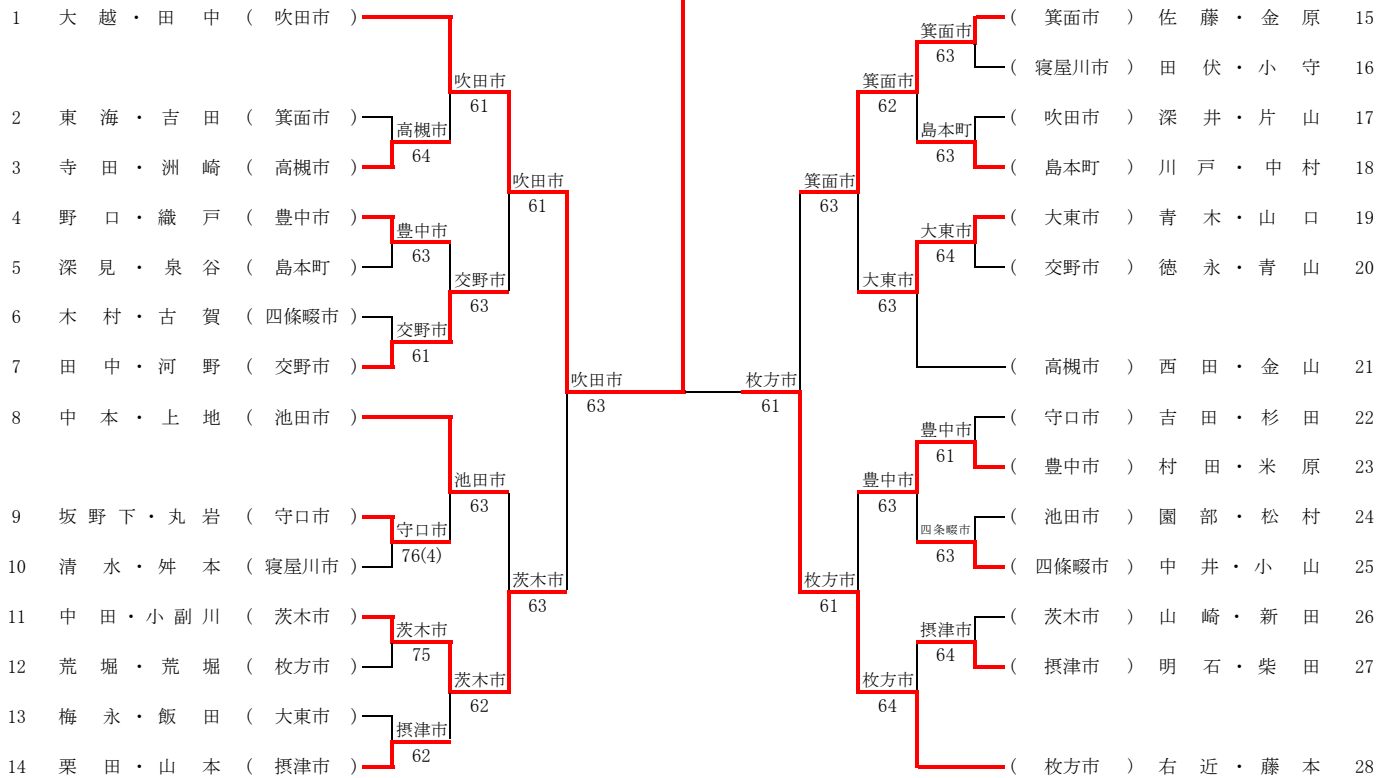 1 大越・田中 (吹田市)
2 東海・吉田 (箕面市)
3 寺田・洲崎 (高槻市)
4 野口・織戸 (豊中市)
5 深見・泉谷 (島本町)
6 木村・古賀 (四條畷市)
7 田中・河野 (交野市)
8 中本・上地 (池田市)
9 坂野下・丸岩 (守口市)
10 清水・舛本 (寝屋川市)
11 中田・小副川 (茨木市)
12 荒堀・荒堀 (枚方市)
13 梅永・飯田 (大東市)
14 栗田・山本 (摂津市)
高槻市
64
豊中市
63
交野市
61
守口市
76(4)
茨木市
75
摂津市
62
吹田市
61
交野市
63
池田市
63
茨木市
62
吹田市
61
茨木市
63
吹田市
63
枚方市
61
箕面市
63
枚方市
61
箕面市
62
大東市
63
豊中市
63
枚方市
64
箕面市
63
島本町
63
大東市
64
豊中市
61
四条畷市
63
摂津市
64
(箕面市) 佐藤・金原 15
(寝屋川市) 田伏・小守 16
(吹田市) 深井・片山 17
(島本町) 川戸・中村 18
(大東市) 青木・山口 19
(交野市) 徳永・青山 20
(高槻市) 西田・金山 21
(守口市) 吉田・杉田 22
(豊中市) 村田・米原 23
(池田市) 園部・松村 24
(四條畷市) 中井・小山 25
(茨木市) 山崎・新田 26
(摂津市) 明石・柴田 27
(枚方市) 右近・藤本 28